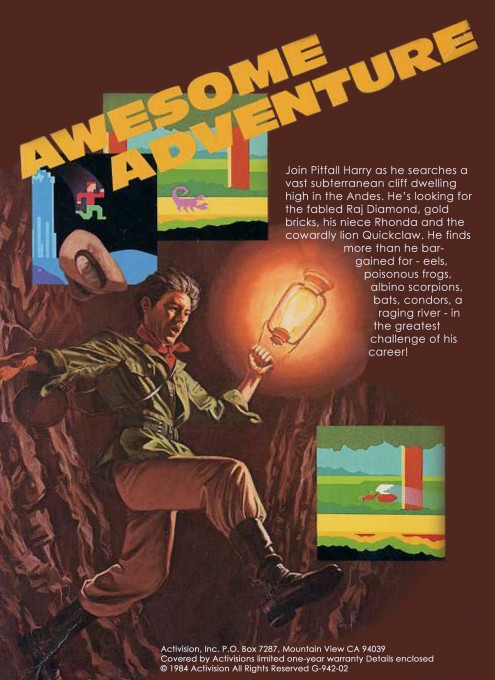 AWESOME
ADVENTURE
Join Pitfall Harry as he searches a
vast subterranean cliff dwelling
high in the Andes. He's looking for
the fabled Raj Diamond, gold
bricks, his niece Rhonda and the
cowardly lion Quickclaw. He finds
more than he bar-
gained for - eels,
poisonous frogs,
albino scorpions,
bats, condors, a
raging river - in
the greatest
challenge of his
career!
Activision, Inc. P.O. Box 7287, Mountain View CA 94039
Covered by Activisions limited one-year warranty Details enclosed
© 1984 Activision All Rights Reserved G-942-02